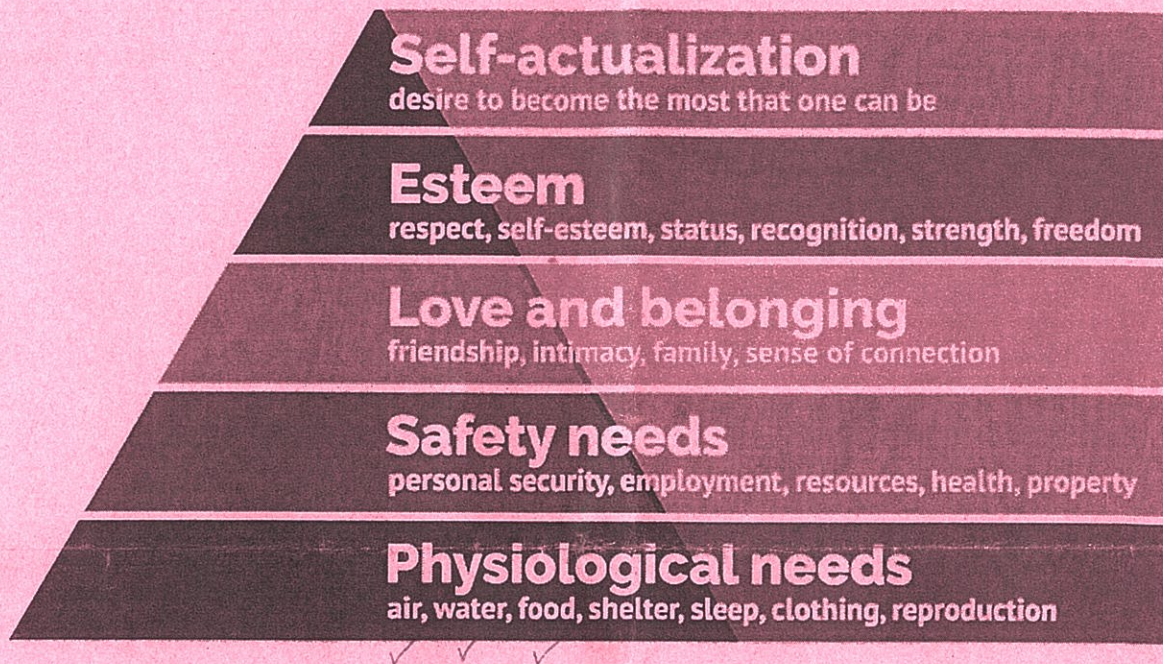 Self-actualization
desire to become the most that one can be
Esteem
respect, self-esteem, status, recognition, strength, freedom
Love and belonging
friendship, intimacy, family, sense of connection
Safety needs
personal security, employment, resources, health, property
Physiological needs
air, water, food, shelter, sleep, clothing, reproduction